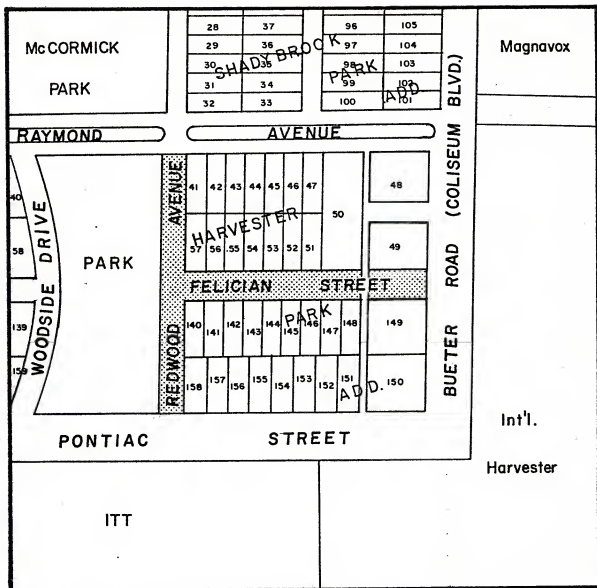 28 37 96 105
McCORMICK 29 36 97 104 Magnavox
30 35 98 103
SHADYBROOK PARK ADD.
PARK 31 34 99 102
32 33 100 101
RAYMOND AVENUE
BUETER ROAD (COLISEUM BLVD.)
WOODSIDE DRIVE
REDWOOD AVENUE
40 41 42 43 44 45 46 47 48
50
HARVESTER PARK ADD.
58 57 56 55 54 53 52 51 49
PARK
FELICIAN STREET
139 140 141 142 143 144 145 146 147 148 149
159 158 157 156 155 154 153 152 151 150
PONTIAC STREET
Int'l.
Harvester
ITT